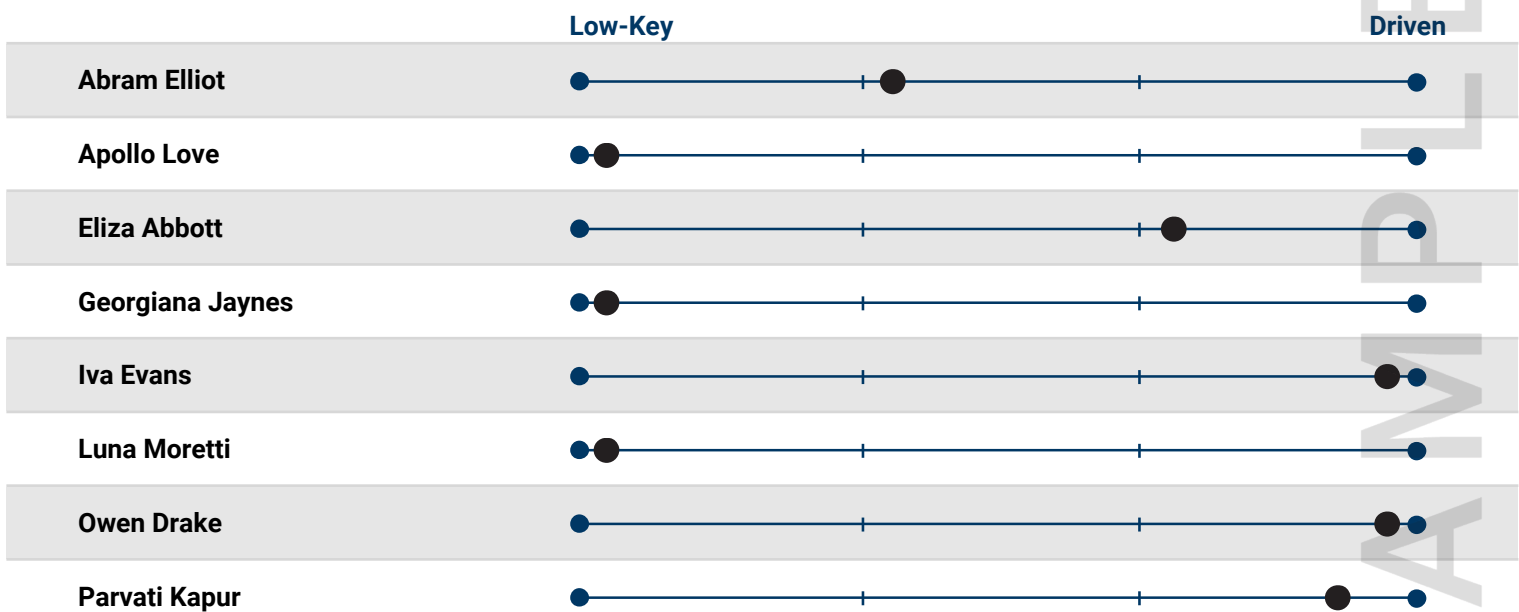 Low-Key Driven
Abram Elliot
Apollo Love
Eliza Abbott
Georgiana Jaynes
Iva Evans
Luna Moretti
Owen Drake
Parvati Kapur
A M P L E